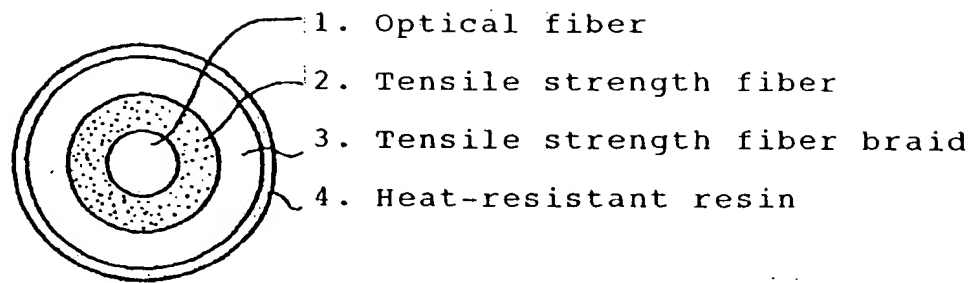 1. Optical fiber
2. Tensile strength fiber
3. Tensile strength fiber braid
4. Heat-resistant resin